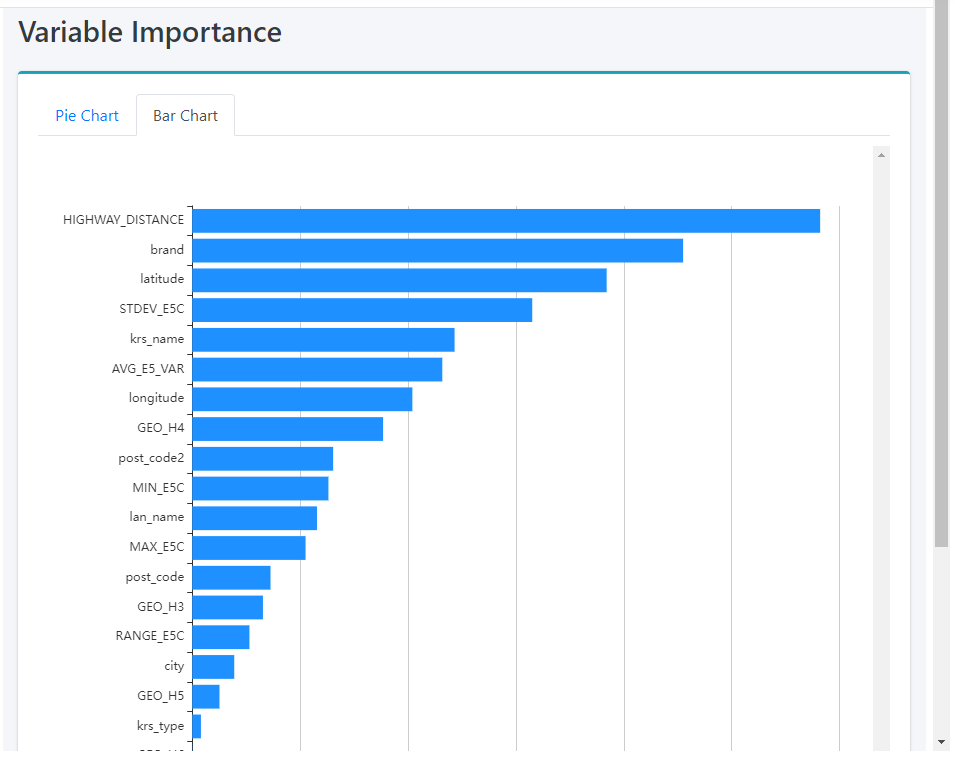 Variable Importance
Pie Chart
Bar Chart
HIGHWAY_DISTANCE
brand
latitude
STDEV_E5C
krs_name
AVG_E5_VAR
longitude
GEO_H4
post_code2
MIN_E5C
lan_name
MAX_E5C
post_code
GEO_H3
RANGE_E5C
city
GEO_H5
krs_type